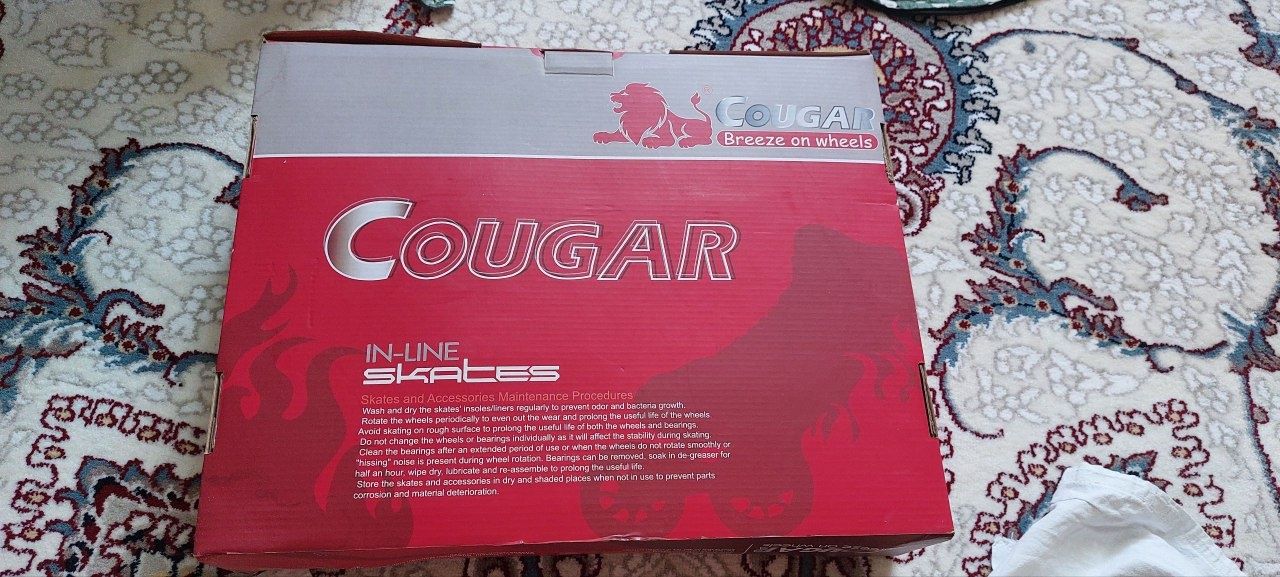 COUGAR
Breeze on wheels
COUGAR
IN-LINE
SKATES
Skates and Accessories Maintenance Procedures
Wash and dry the skates' insoles/liners regularly to prevent odor and bacteria growth.
Rotate the wheels periodically to even out the wear and prolong the useful life of the wheels.
Avoid skating on rough surface to prolong the useful life of both the wheels and bearings.
Do not change the wheels or bearings individually as it will affect the stability during skating.
Clean the bearings after an extended period of use or when the wheels do not rotate smoothly or
"hissing" noise is present during wheel rotation. Bearings can be removed, soak in de-greaser for
half an hour, wipe dry, lubricate and re-assemble to prolong the useful life.
Store the skates and accessories in dry and shaded places when not in use to prevent parts
corrosion and material deterioration.